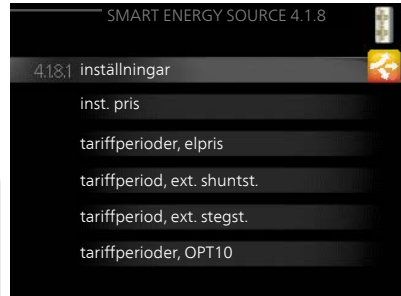 SMART ENERGY SOURCE 4.1.8
4.1.8.1 inställningar
inst. pris
tariffperioder, elpris
tariffperiod, ext. shuntst.
tariffperiod, ext. stegst.
tariffperioder, OPT10